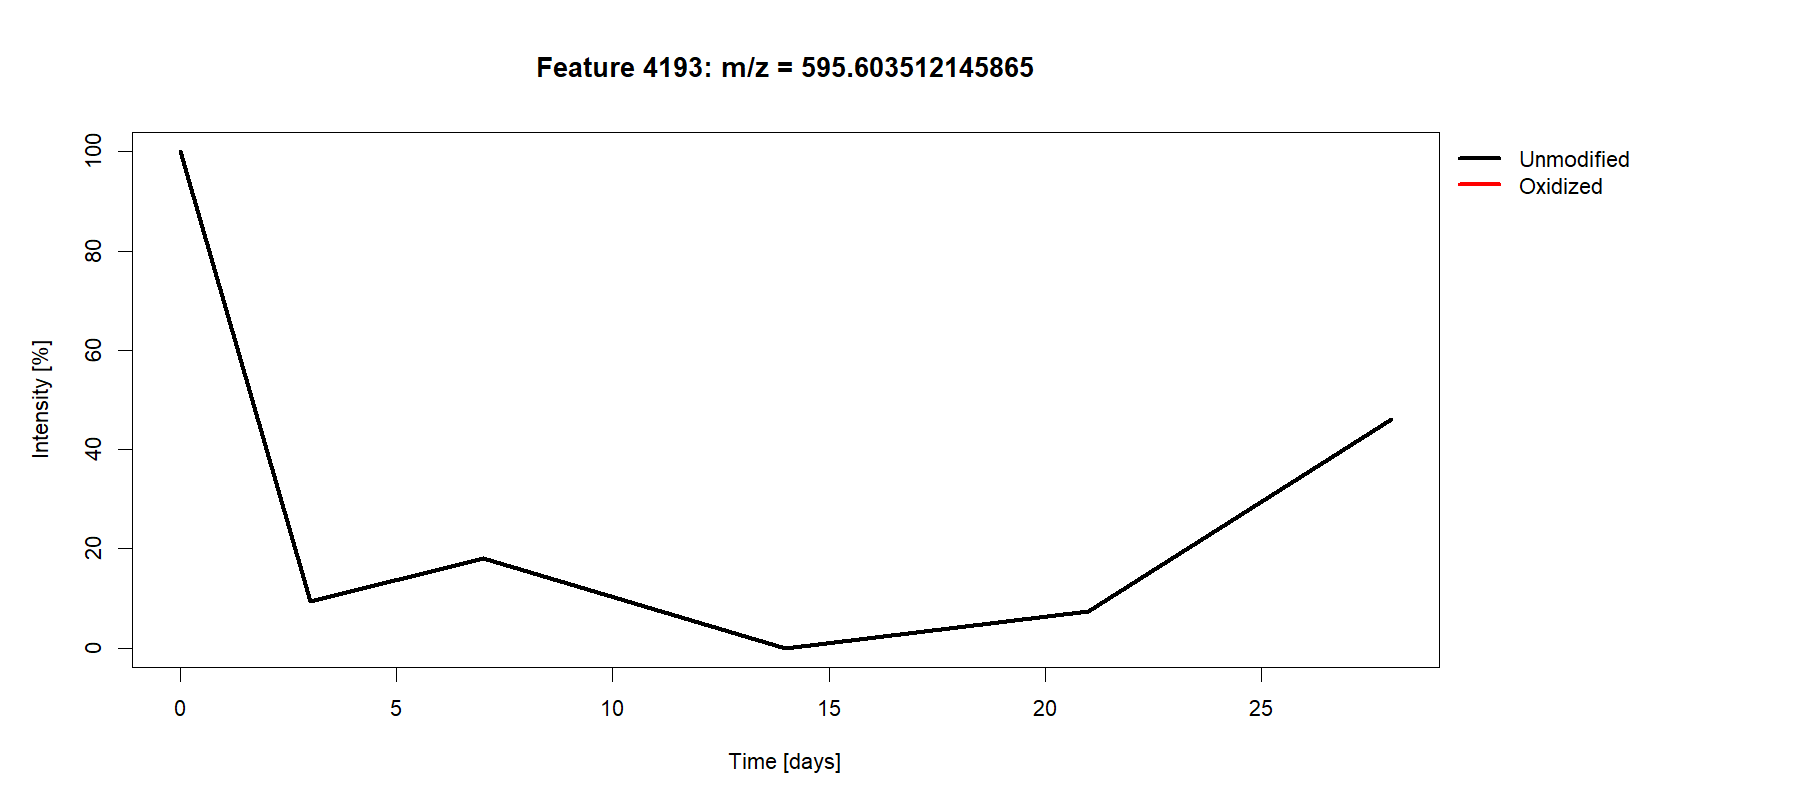 Feature 4193: m/z = 595.603512145865
Unmodified
Oxidized
Intensity [%]
100
80
60
40
20
0
0 5 10 15 20 25
Time [days]